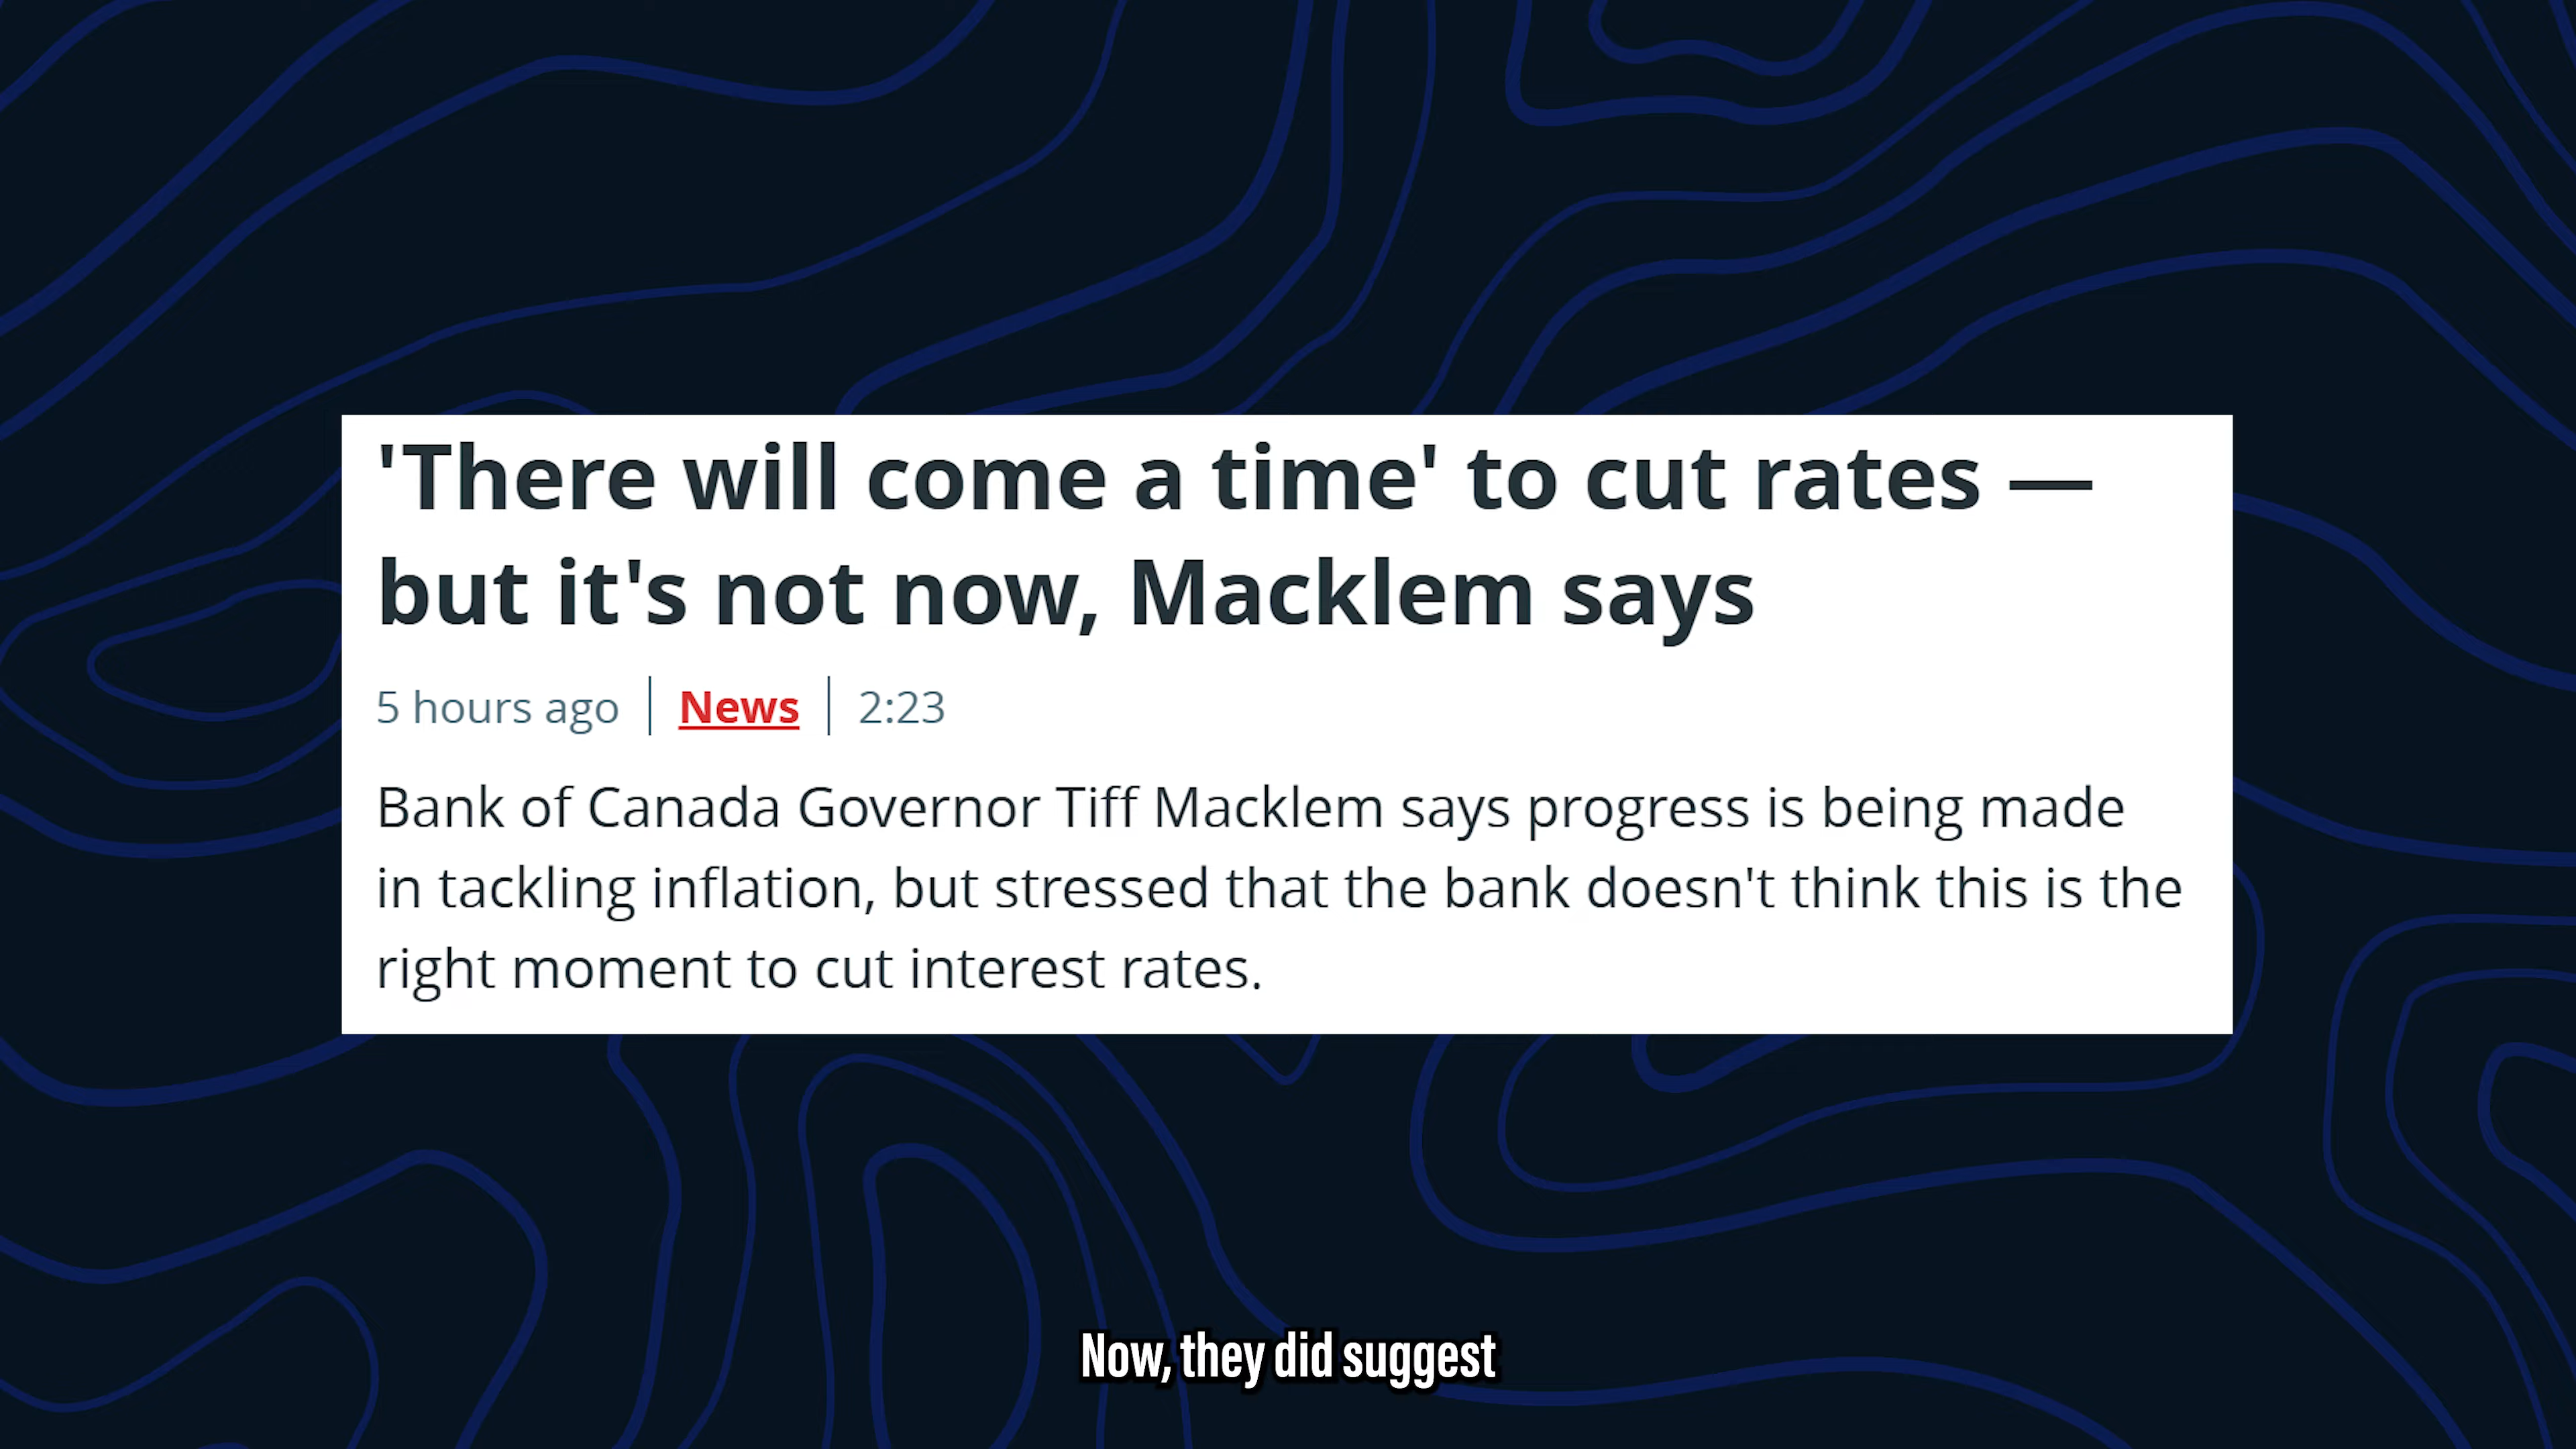 'There will come a time' to cut rates —
but it's not now, Macklem says
5 hours ago | News | 2:23
Bank of Canada Governor Tiff Macklem says progress is being made
in tackling inflation, but stressed that the bank doesn't think this is the
right moment to cut interest rates.
Now, they did suggest